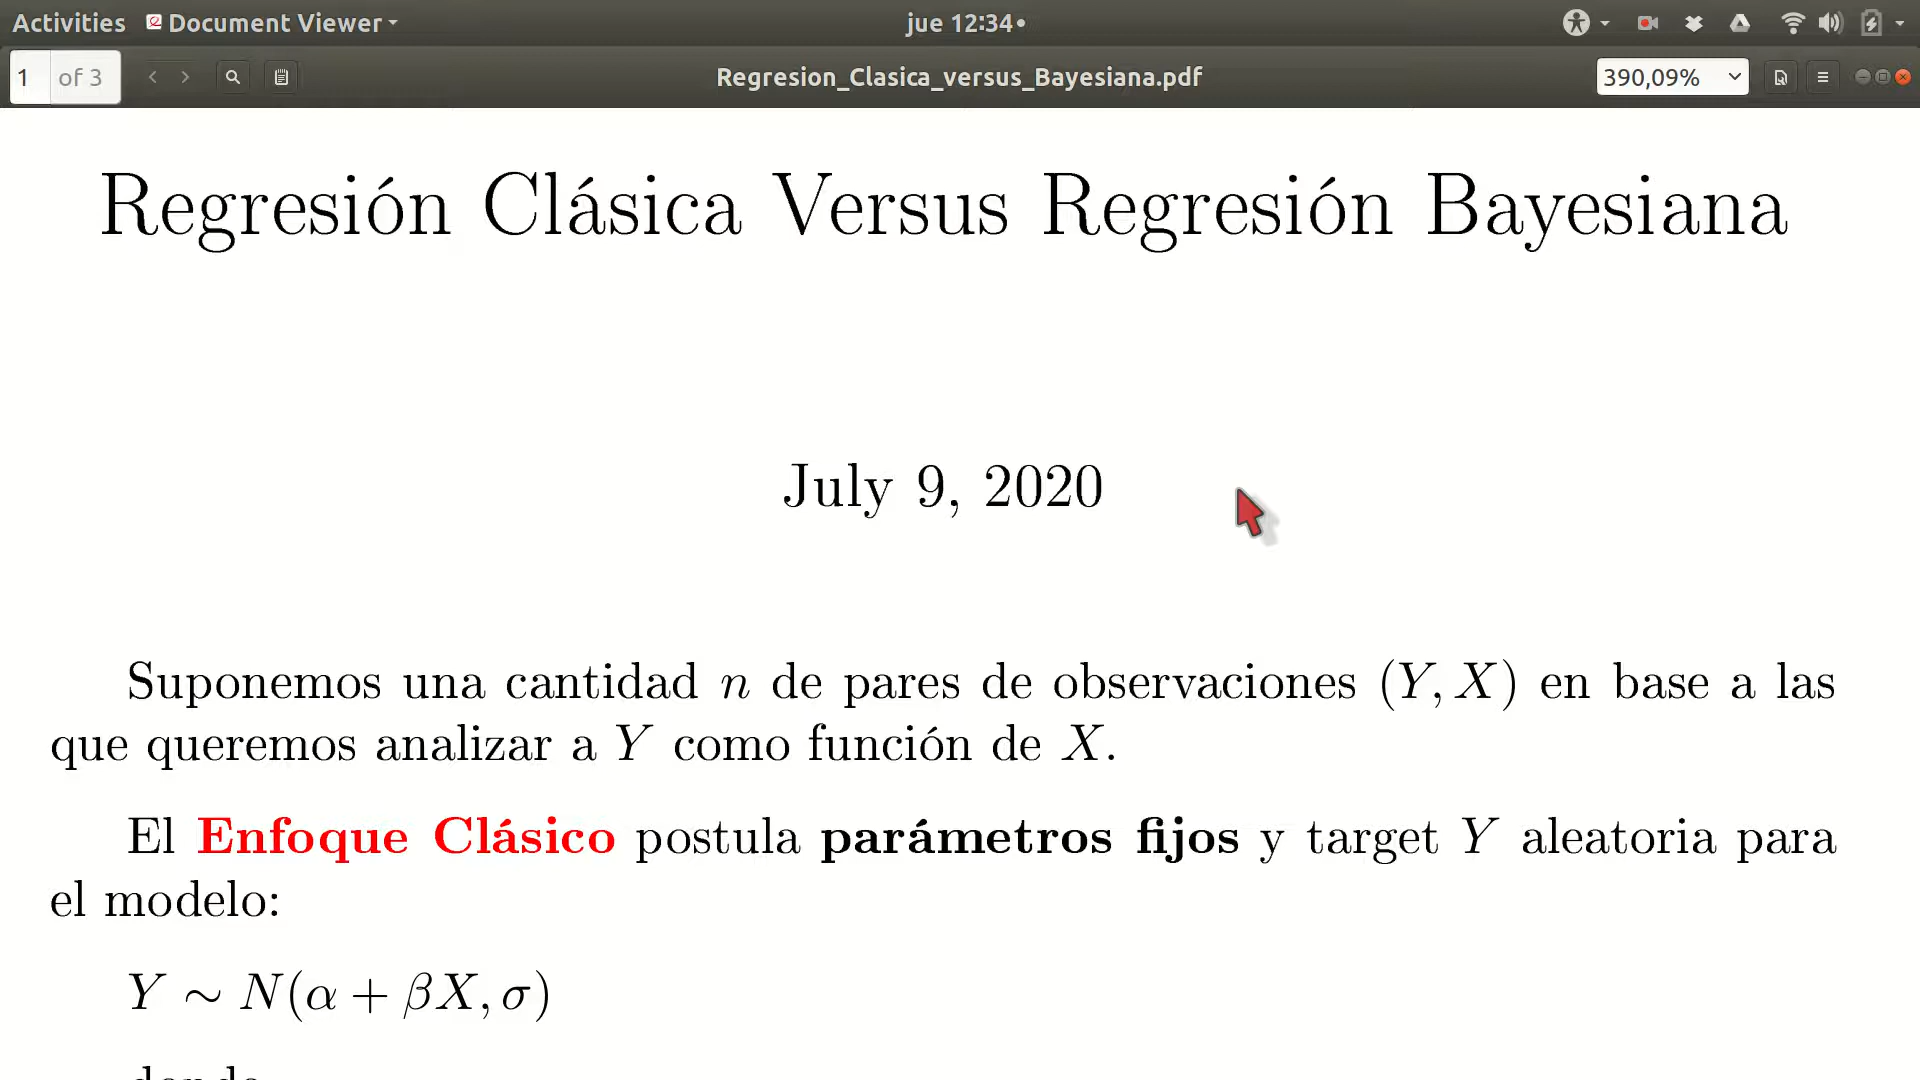 Activities Document Viewer jue 12:34
1 of 3 Regresion_Clasica_versus_Bayesiana.pdf 390,09%
Regresión Clásica Versus Regresión Bayesiana
July 9, 2020
Suponemos una cantidad n de pares de observaciones (Y, X) en base a las
que queremos analizar a Y como función de X.
El Enfoque Clásico postula parámetros fijos y target Y aleatoria para
el modelo:
Y ∼ N(α + βX, σ)